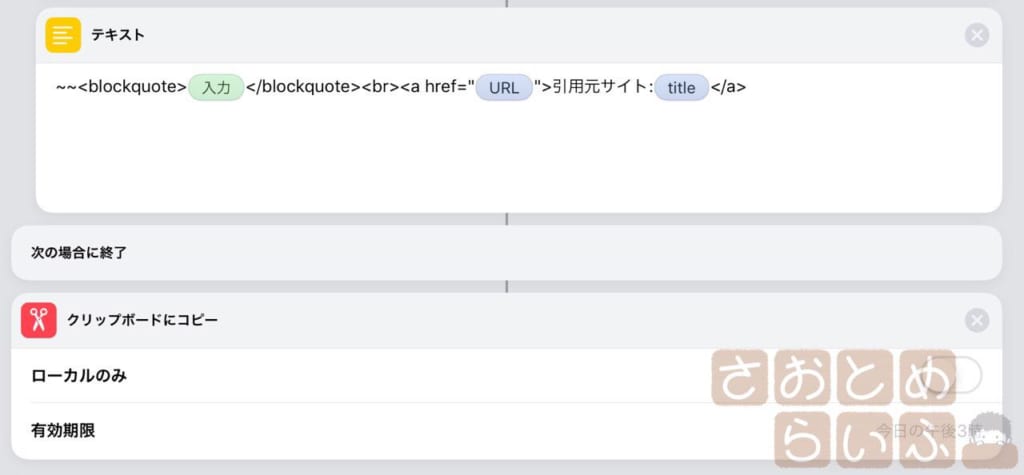 テキスト
~~<blockquote>入力</blockquote><br><a href="URL">引用元サイト:title</a>
次の場合に終了
クリップボードにコピー
ローカルのみ
さおとめ
有効期限
今日の午後3時
らいふ